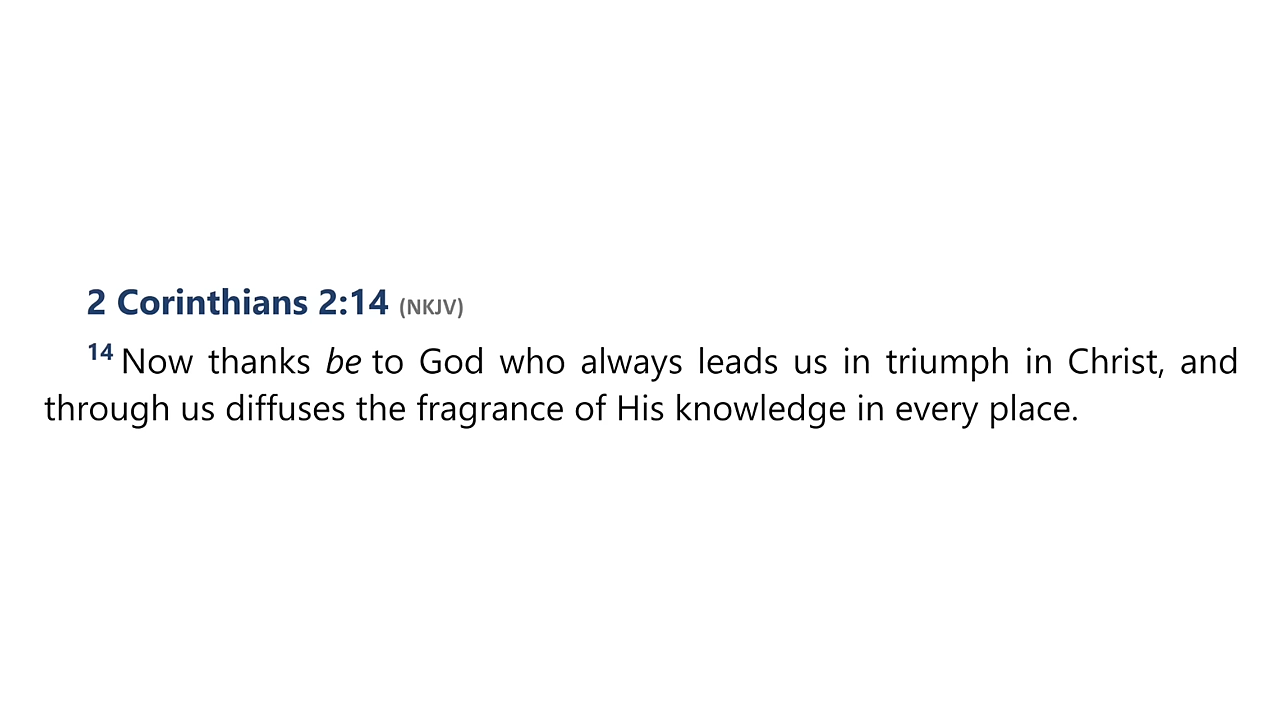 2 Corinthians 2:14 (NKJV)
14 Now thanks be to God who always leads us in triumph in Christ, and
through us diffuses the fragrance of His knowledge in every place.